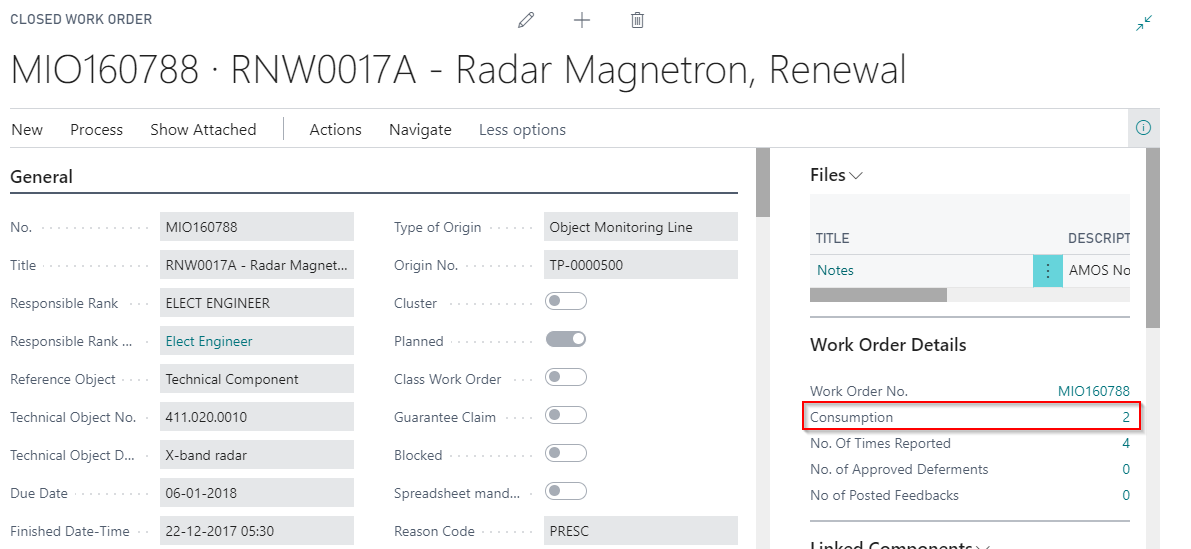 CLOSED WORK ORDER
MIO160788 · RNW0017A - Radar Magnetron, Renewal
New Process Show Attached Actions Navigate Less options
General
No. MIO160788
Title RNW0017A - Radar Magnet...
Responsible Rank ELECT ENGINEER
Responsible Rank ... Elect Engineer
Reference Object Technical Component
Technical Object No. 411.020.0010
Technical Object D... X-band radar
Due Date 06-01-2018
Finished Date-Time 22-12-2017 05:30
Type of Origin Object Monitoring Line
Origin No. TP-0000500
Cluster
Planned
Class Work Order
Guarantee Claim
Blocked
Spreadsheet mand...
Reason Code PRESC
Files
TITLE DESCRIPT
Notes AMOS No
Work Order Details
Work Order No. MIO160788
Consumption 2
No. Of Times Reported 4
No. of Approved Deferments 0
No of Posted Feedbacks 0
Linked Components